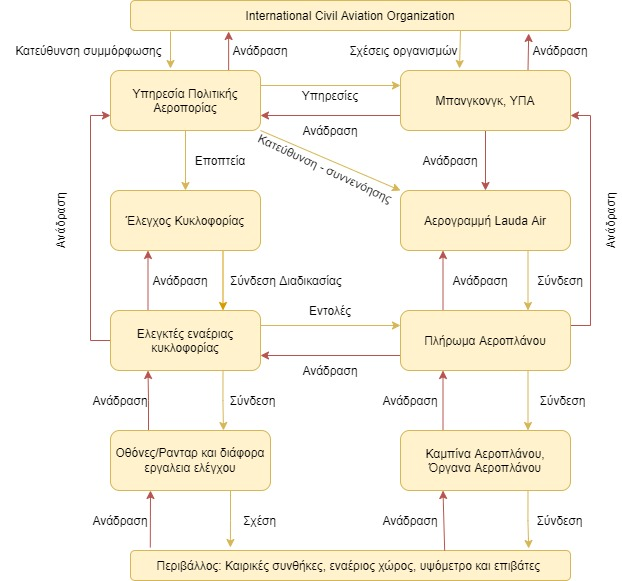 International Civil Aviation Organization
Κατεύθυνση συμμόρφωσης
Ανάδραση
Σχέσεις οργανισμών
Ανάδραση
Υπηρεσία Πολιτικής
Αεροπορίας
Υπηρεσίες
Μπανγκονγκ, ΥΠΑ
Ανάδραση
Κατεύθυνση - συννενόησης
Εποπτεία
Ανάδραση
Ανάδραση
Ανάδραση
Έλεγχος Κυκλοφορίας
Αερογραμμή Lauda Air
Ανάδραση
Σύνδεση Διαδικασίας
Ανάδραση
Σύνδεση
Εντολές
Ελεγκτές εναέριας
κυκλοφορίας
Πλήρωμα Αεροπλάνου
Ανάδραση
Ανάδραση
Σύνδεση
Ανάδραση
Σύνδεση
Οθόνες/Ρανταρ και διάφορα
εργαλεια ελέγχου
Καμπίνα Αεροπλάνου,
Όργανα Αεροπλάνου
Ανάδραση
Σχέση
Ανάδραση
Σύνδεση
Περιβάλλος: Καιρικές συνθήκες, εναέριος χώρος, υψόμετρο και επιβάτες